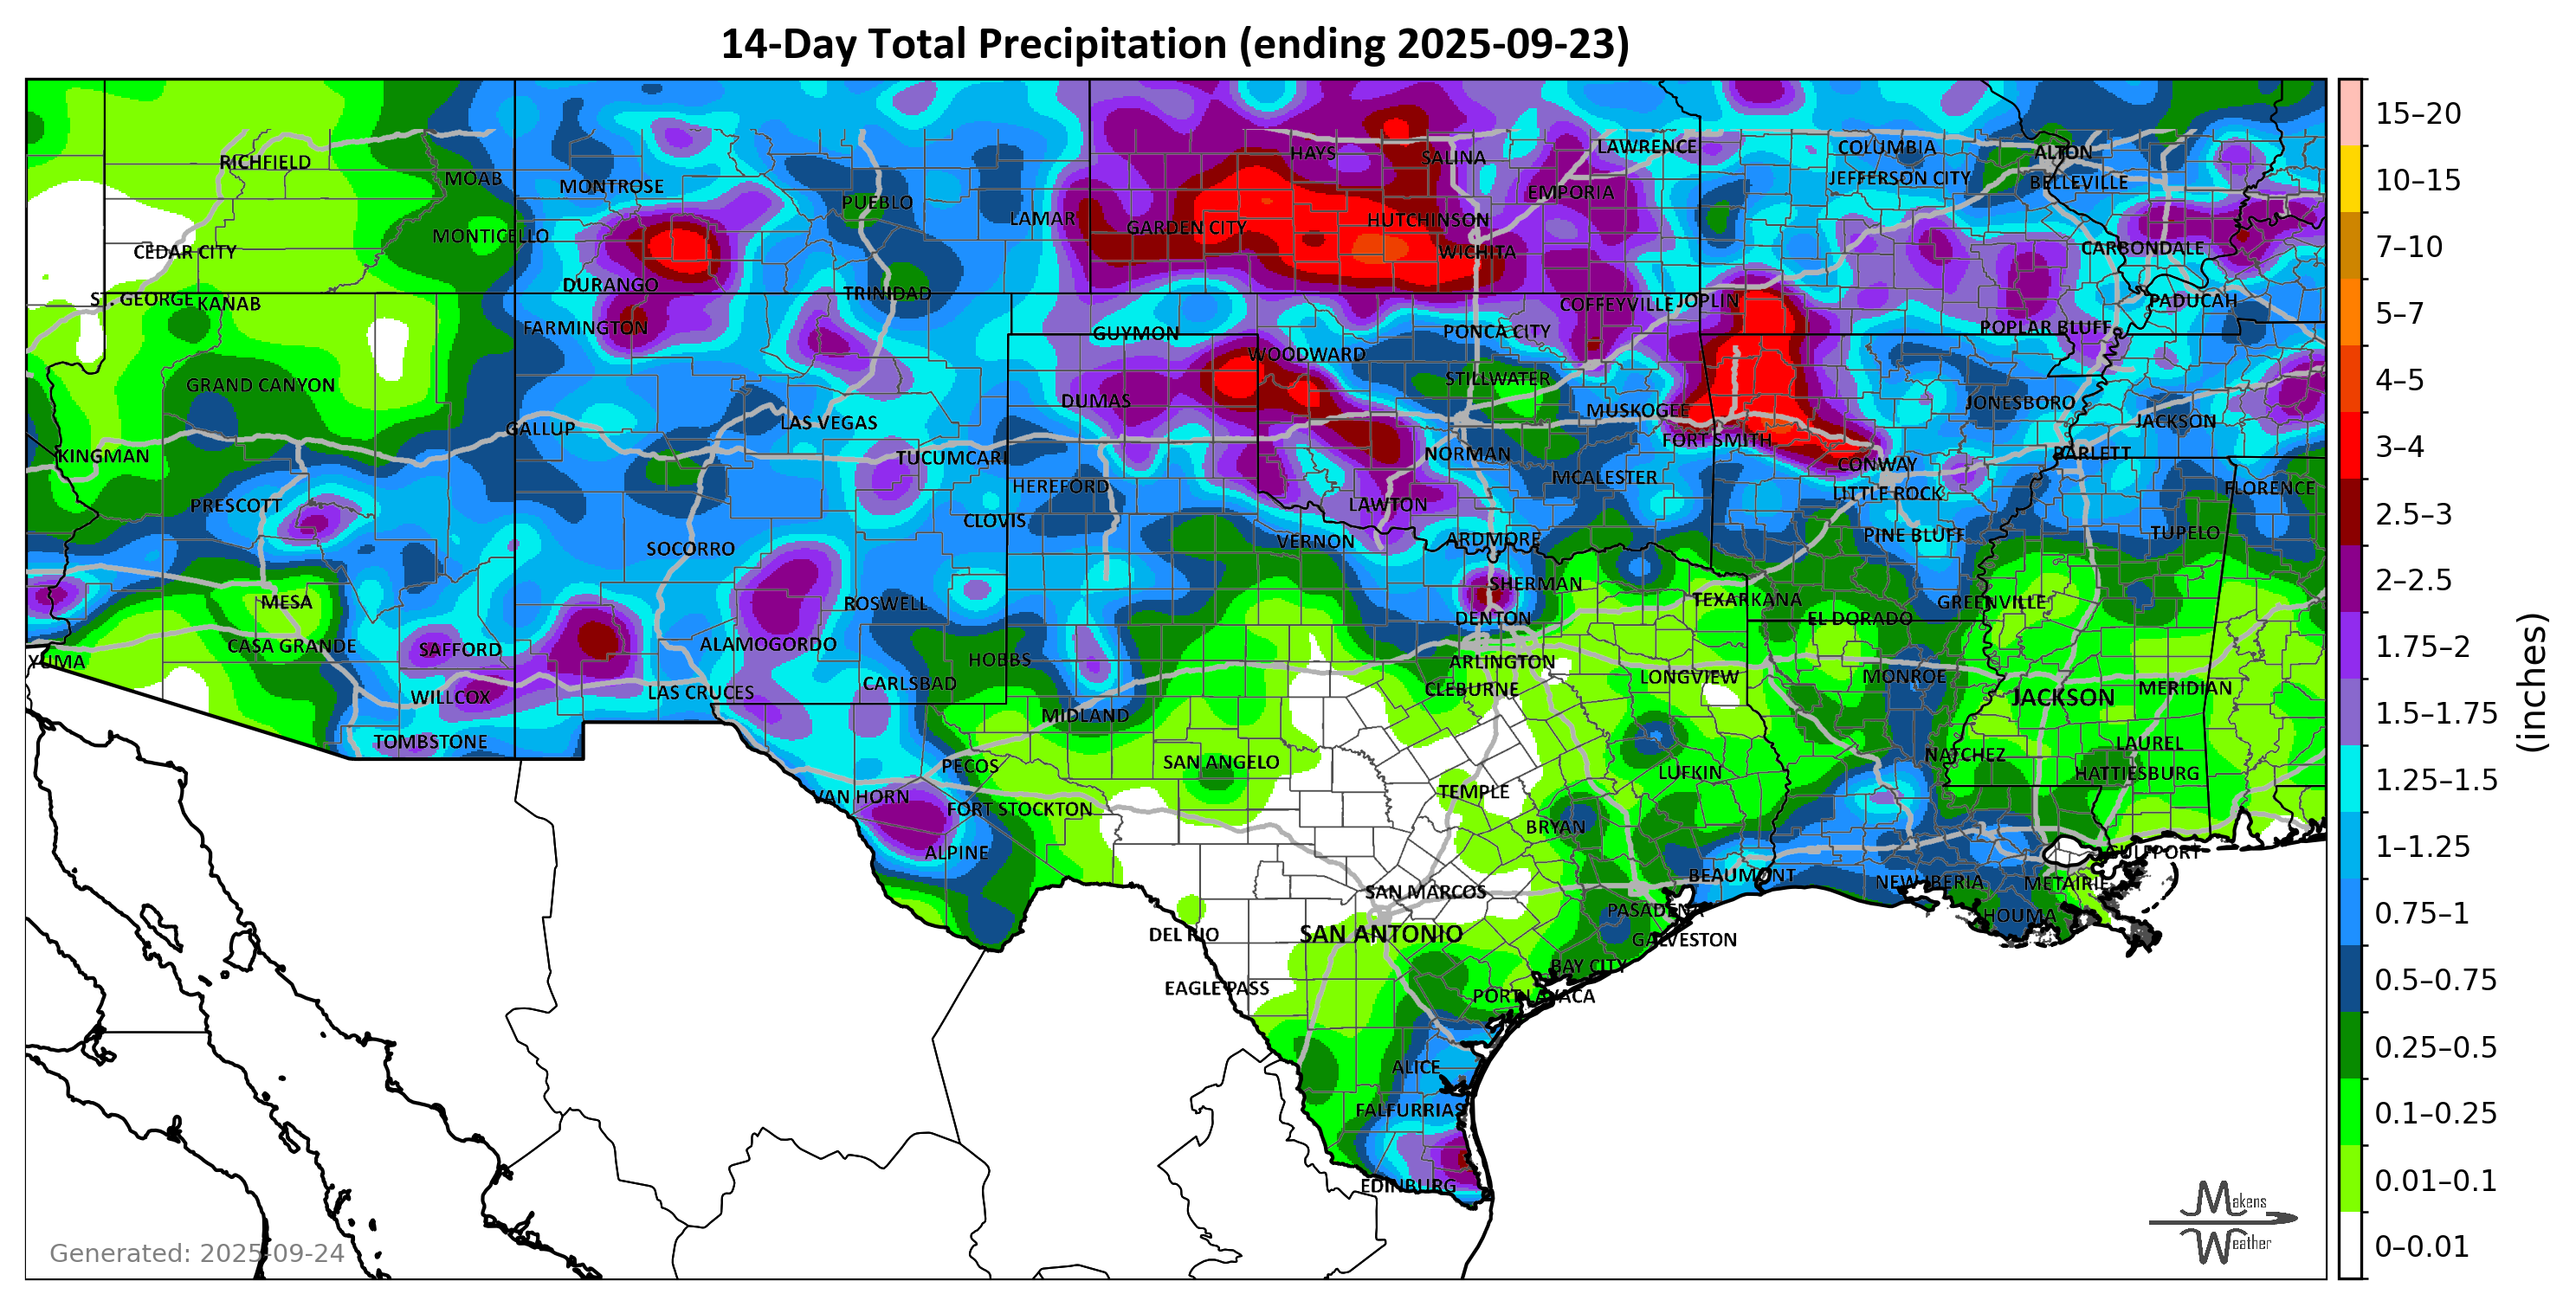 14-Day Total Precipitation (ending 2025-09-23)
HAYS
SALINA
LAWRENCE
COLUMBIA
ALTON
RICHFIELD
MOAB
MONTROSE
PUEBLO
LAMAR
EMPORIA
JEFFERSON CITY
BELLEVILLE
MONTICELLO
GARDEN CITY
HUTCHINSON
WICHITA
CARBONDALE
CEDAR CITY
DURANGO
TRINIDAD
ST. GEORGE
KANAB
COFFEYVILLE
JOPLIN
PADUCAH
FARMINGTON
GUYMON
PONCA CITY
POPLAR BLUFF
WOODWARD
GRAND CANYON
STILLWATER
DUMAS
MUSKOGEE
JONESBORO
JACKSON
GALLUP
LAS VEGAS
FORT SMITH
KINGMAN
TUCUMCARI
NORMAN
CONWAY
BARLETT
PRESCOTT
HEREFORD
LAWTON
MCALESTER
LITTLE ROCK
FLORENCE
CLOVIS
VERNON
ARDMORE
PINE BLUFF
TUPELO
SOCORRO
SHERMAN
MESA
ROSWELL
DENTON
TEXARKANA
EL DORADO
GREENVILLE
CASA GRANDE
SAFFORD
ALAMOGORDO
HOBBS
ARLINGTON
YUMA
WILLCOX
LAS CRUCES
CARLSBAD
CLEBURNE
LONGVIEW
MONROE
JACKSON
MERIDIAN
TOMBSTONE
MIDLAND
PECOS
SAN ANGELO
NATCHEZ
LAUREL
LUFKIN
HATTIESBURG
VAN HORN
FORT STOCKTON
TEMPLE
BRYAN
ALPINE
GULFPORT
SAN MARCOS
BEAUMONT
NEW IBERIA
METAIRIE
DEL RIO
SAN ANTONIO
PASADENA
GALVESTON
HOUMA
EAGLE PASS
BAY CITY
PORT LAVACA
ALICE
FALFURRIAS
EDINBURG
Generated: 2025-09-24
Makens
Weather
15–20
10–15
7–10
5–7
4–5
3–4
2.5–3
2–2.5
1.75–2
1.5–1.75
1.25–1.5
1–1.25
0.75–1
0.5–0.75
0.25–0.5
0.1–0.25
0.01–0.1
0–0.01
(inches)